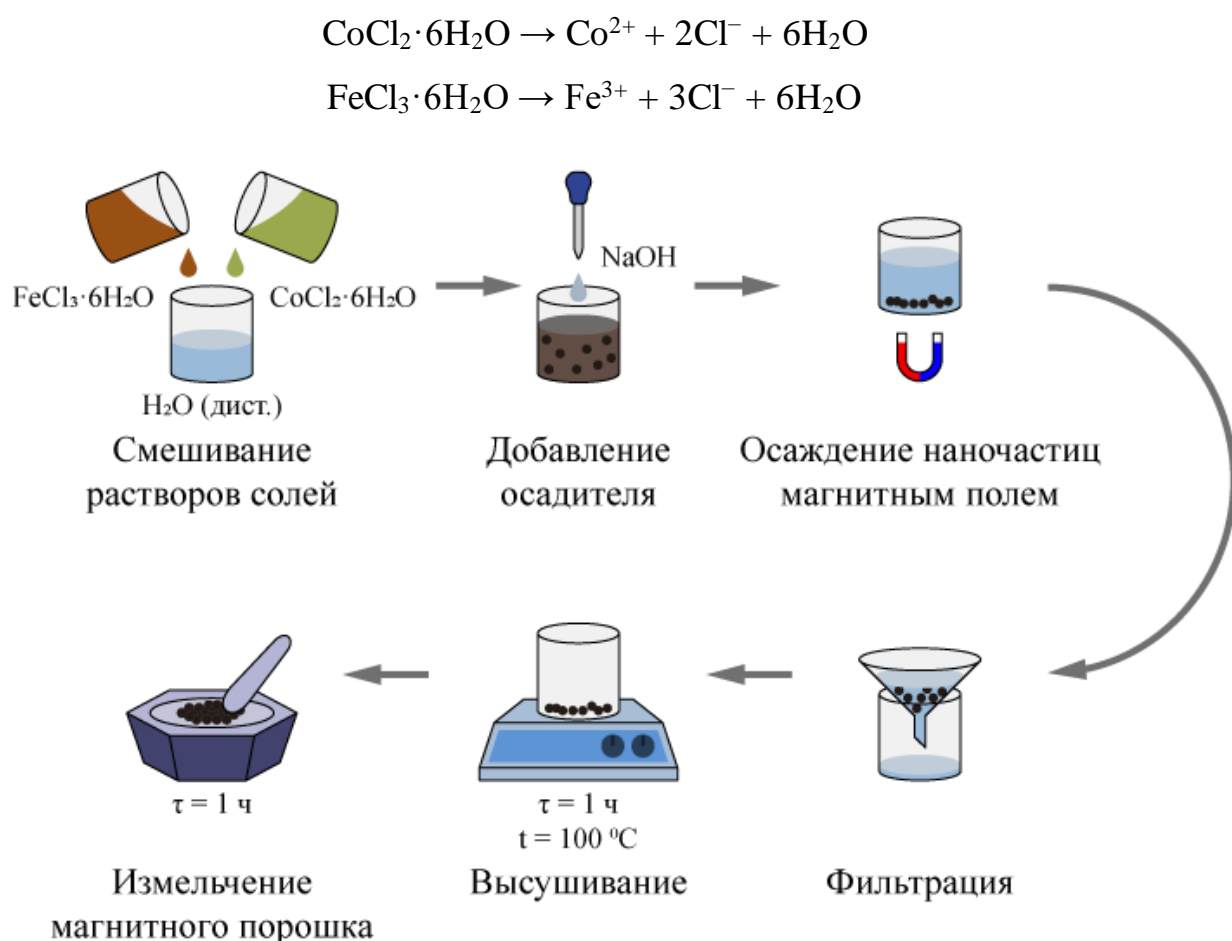 CoCl₂·6H₂O → Co²⁺ + 2Cl⁻ + 6H₂O
FeCl₃·6H₂O → Fe³⁺ + 3Cl⁻ + 6H₂O
FeCl₃·6H₂O
CoCl₂·6H₂O
H₂O (дист.)
Смешивание
растворов солей
NaOH
Добавление
осадителя
Осаждение наночастиц
магнитным полем
Фильтрация
τ = 1 ч
t = 100 ⁰C
Высушивание
τ = 1 ч
Измельчение
магнитного порошка